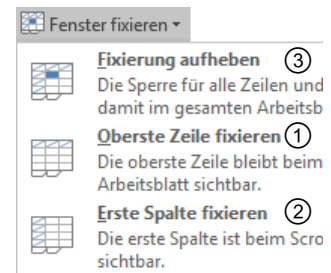 Fenster fixieren
Fixierung aufheben ③
Die Sperre für alle Zeilen und
damit im gesamten Arbeitsb
Oberste Zeile fixieren ①
Die oberste Zeile bleibt beim
Arbeitsblatt sichtbar.
Erste Spalte fixieren ②
Die erste Spalte ist beim Scro
sichtbar.